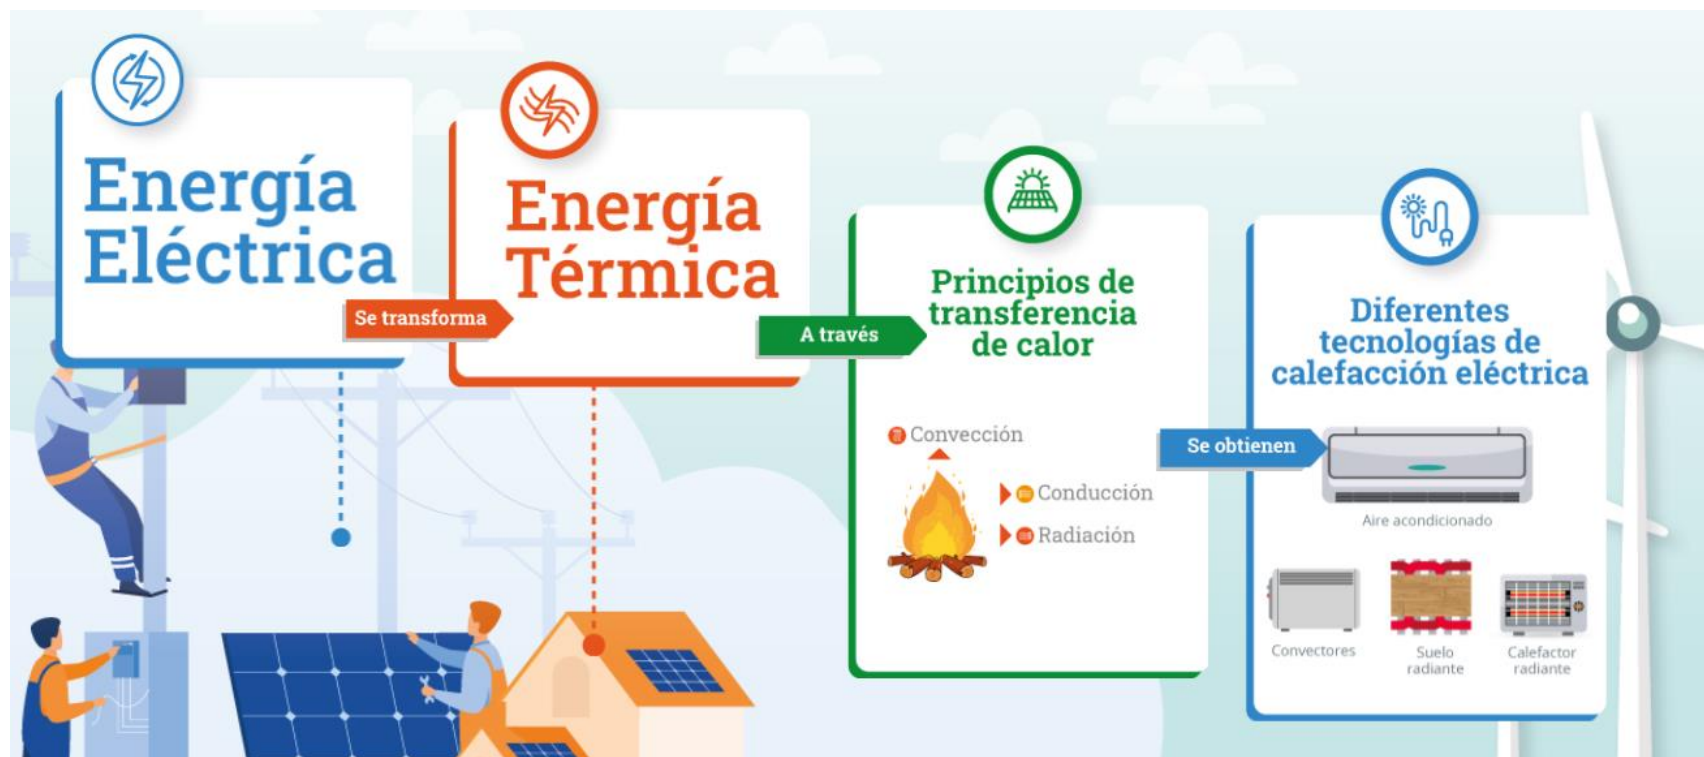 Energía
Eléctrica
Se transforma
Energía
Térmica
A través
Principios de
transferencia
de calor
Convección
Conducción
Radiación
Se obtienen
Diferentes
tecnologías de
calefacción eléctrica
Aire acondicionado
Convectores
Suelo
radiante
Calefactor
radiante